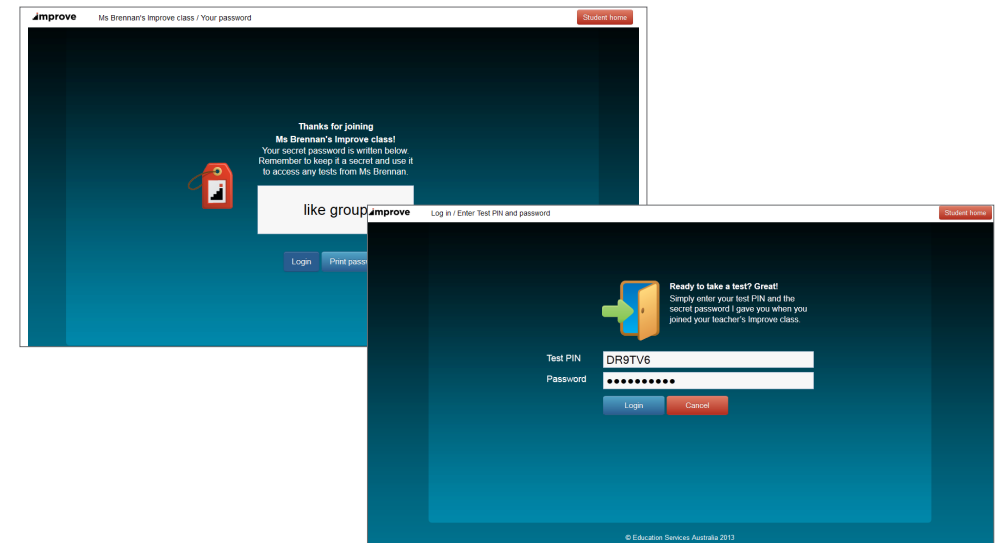 improve Ms Brennan's Improve class / Your password Student home
Thanks for joining
Ms Brennan's Improve class!
Your secret password is written below.
Remember to keep it a secret and use it
to access any tests from Ms Brennan.
like group
Login Print
improve Log in / Enter Test PIN and password Student home
Ready to take a test? Great!
Simply enter your test PIN and the
secret password I gave you when you
joined your teacher's Improve class.
Test PIN DR9TV6
Password ●●●●●●●●●●
Login Cancel
© Education Services Australia 2013